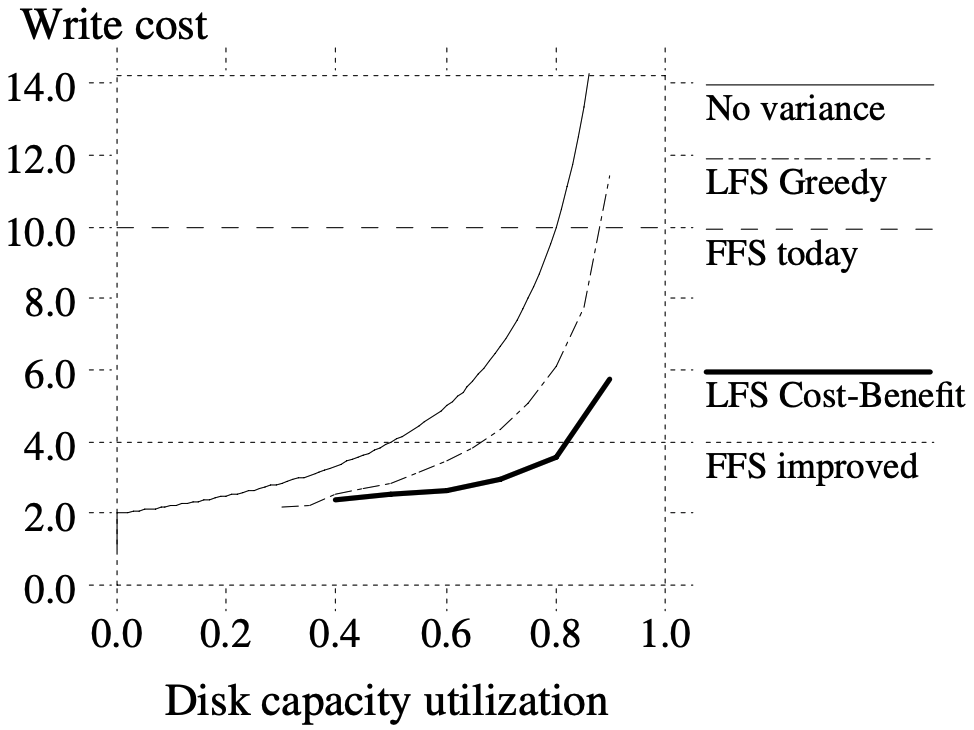 Write cost
14.0
12.0
10.0
8.0
6.0
4.0
2.0
0.0
0.0 0.2 0.4 0.6 0.8 1.0
Disk capacity utilization
No variance
LFS Greedy
FFS today
LFS Cost-Benefit
FFS improved